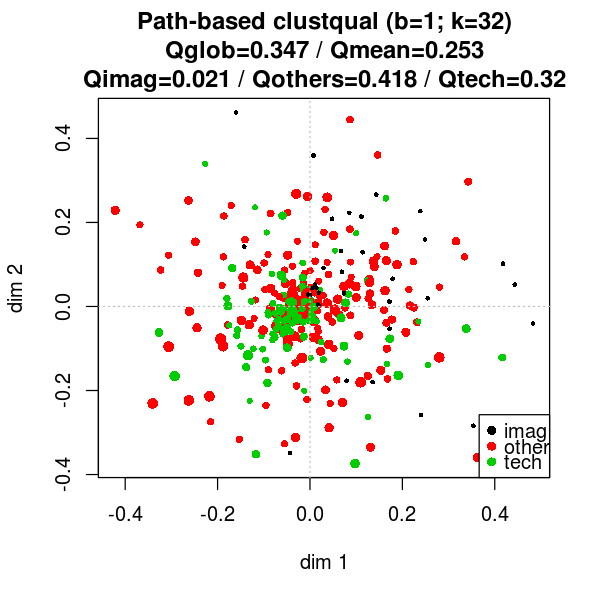 Path-based clustqual (b=1; k=32)
Qglob=0.347 / Qmean=0.253
Qimag=0.021 / Qothers=0.418 / Qtech=0.32
0.4
0.2
0.0
-0.2
-0.4
dim 2
imag
other
tech
-0.4
-0.2
0.0
0.2
0.4
dim 1